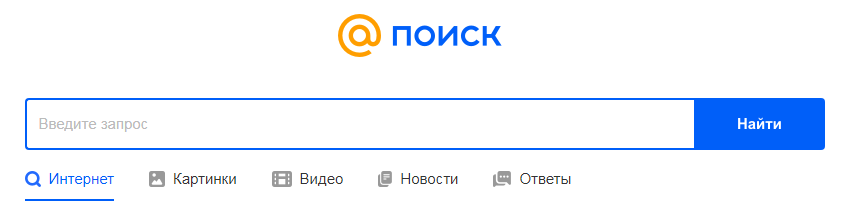 @ ПОИСК
Введите запрос
Найти
Интернет Картинки Видео Новости Ответы